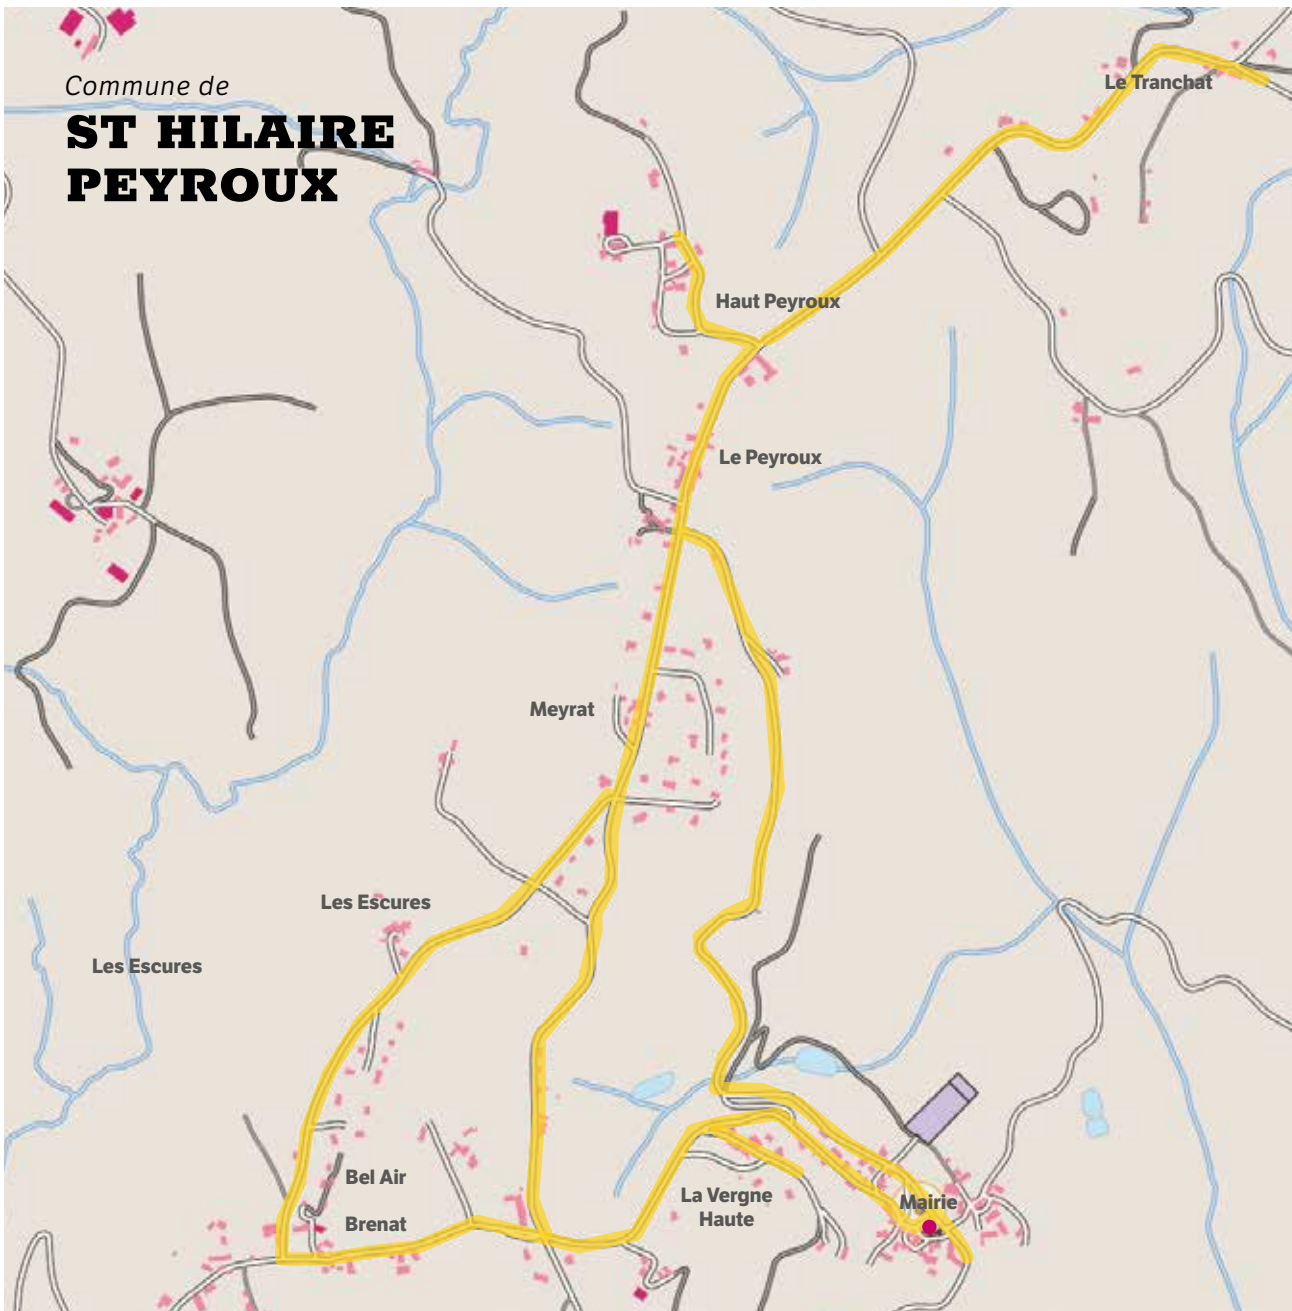 Commune de
ST HILAIRE
PEYROUX
Le Tranchat
Haut Peyroux
Le Peyroux
Meyrat
Les Escures
Les Escures
Bel Air
Brenat
La Vergne
Haute
Mairie